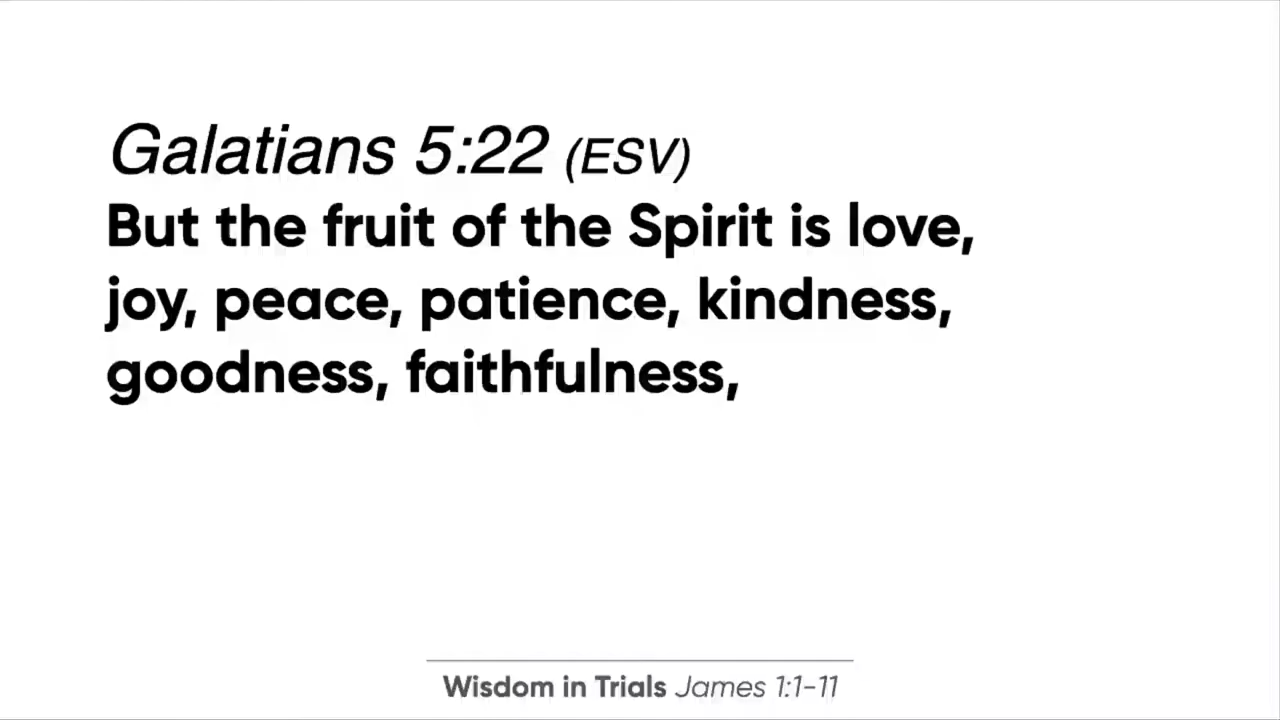 Galatians 5:22 (ESV)
But the fruit of the Spirit is love,
joy, peace, patience, kindness,
goodness, faithfulness,
Wisdom in Trials James 1:1-11